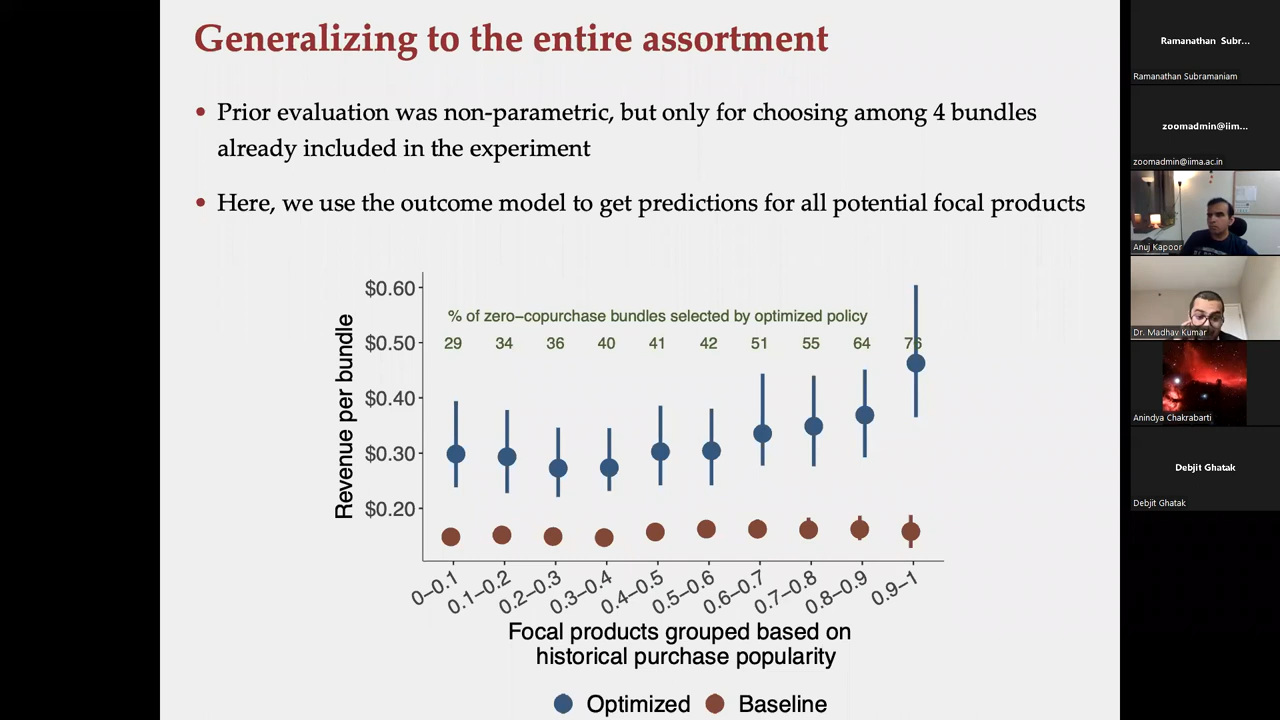 Generalizing to the entire assortment
• Prior evaluation was non-parametric, but only for choosing among 4 bundles
already included in the experiment
• Here, we use the outcome model to get predictions for all potential focal products
Revenue per bundle
$0.60
$0.50
$0.40
$0.30
$0.20
% of zero–copurchase bundles selected by optimized policy
29 34 36 40 41 42 51 55 64 76
0–0.1 0.1–0.2 0.2–0.3 0.3–0.4 0.4–0.5 0.5–0.6 0.6–0.7 0.7–0.8 0.8–0.9 0.9–1
Focal products grouped based on
historical purchase popularity
Optimized Baseline
Ramanathan Subr...
Ramanathan Subramaniam
zoomadmin@iim...
zoomadmin@iima.ac.in
Anuj Kapoor
Dr. Madhav Kumar
Anindya Chakrabarti
Debjit Ghatak
Debjit Ghatak